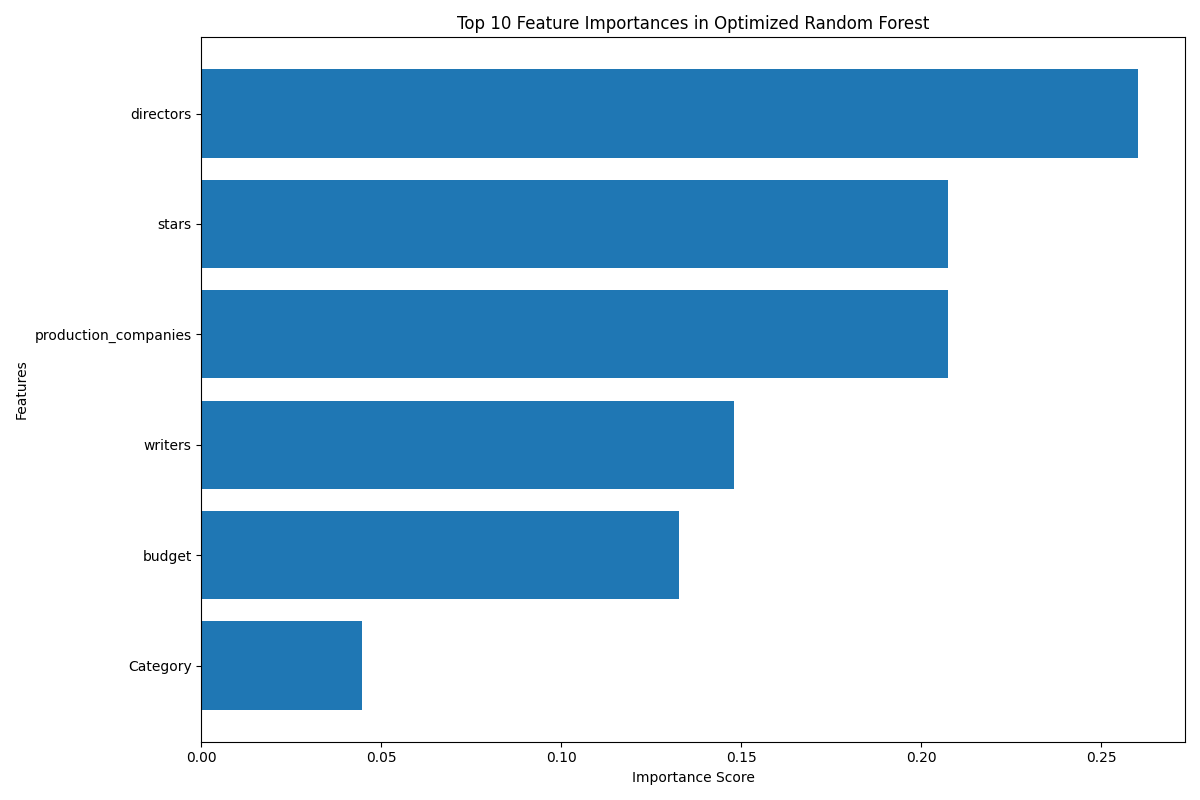 Top 10 Feature Importances in Optimized Random Forest
directors
stars
production_companies
writers
budget
Category
Features
0.00 0.05 0.10 0.15 0.20 0.25
Importance Score